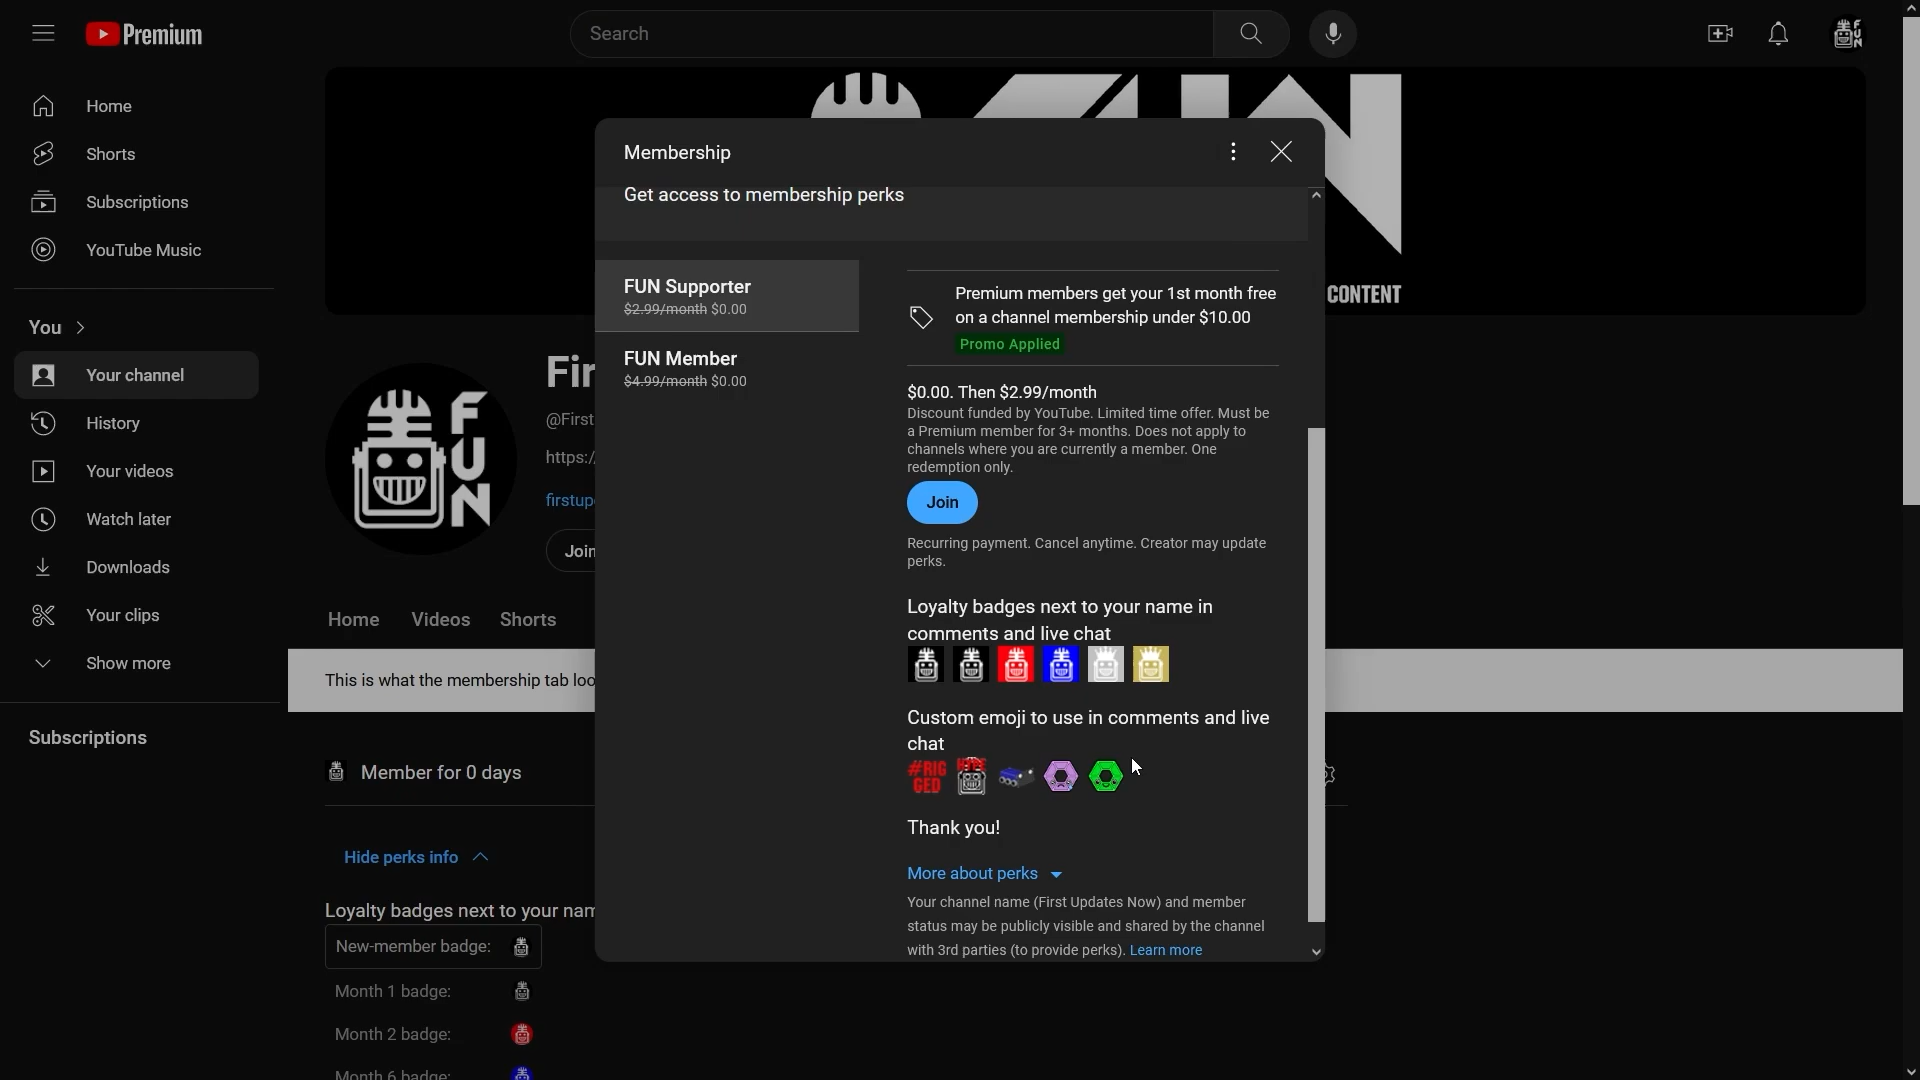 Premium
Search
FUN
Home
Shorts
Subscriptions
YouTube Music
You
Your channel
History
Your videos
Watch later
Downloads
Your clips
Show more
Subscriptions
CONTENT
FUN
Fir
@First
https:/
firstup
Join
Home Videos Shorts
This is what the membership tab loo
Member for 0 days
Hide perks info
Loyalty badges next to your nam
New-member badge:
Month 1 badge:
Month 2 badge:
Month 6 badge:
Membership
Get access to membership perks
FUN Supporter
$2.99/month $0.00
FUN Member
$4.99/month $0.00
Premium members get your 1st month free
on a channel membership under $10.00
Promo Applied
$0.00. Then $2.99/month
Discount funded by YouTube. Limited time offer. Must be
a Premium member for 3+ months. Does not apply to
channels where you are currently a member. One
redemption only.
Join
Recurring payment. Cancel anytime. Creator may update
perks.
Loyalty badges next to your name in
comments and live chat
Custom emoji to use in comments and live
chat
#RIG
GED
HYPE
Thank you!
More about perks
Your channel name (First Updates Now) and member
status may be publicly visible and shared by the channel
with 3rd parties (to provide perks). Learn more